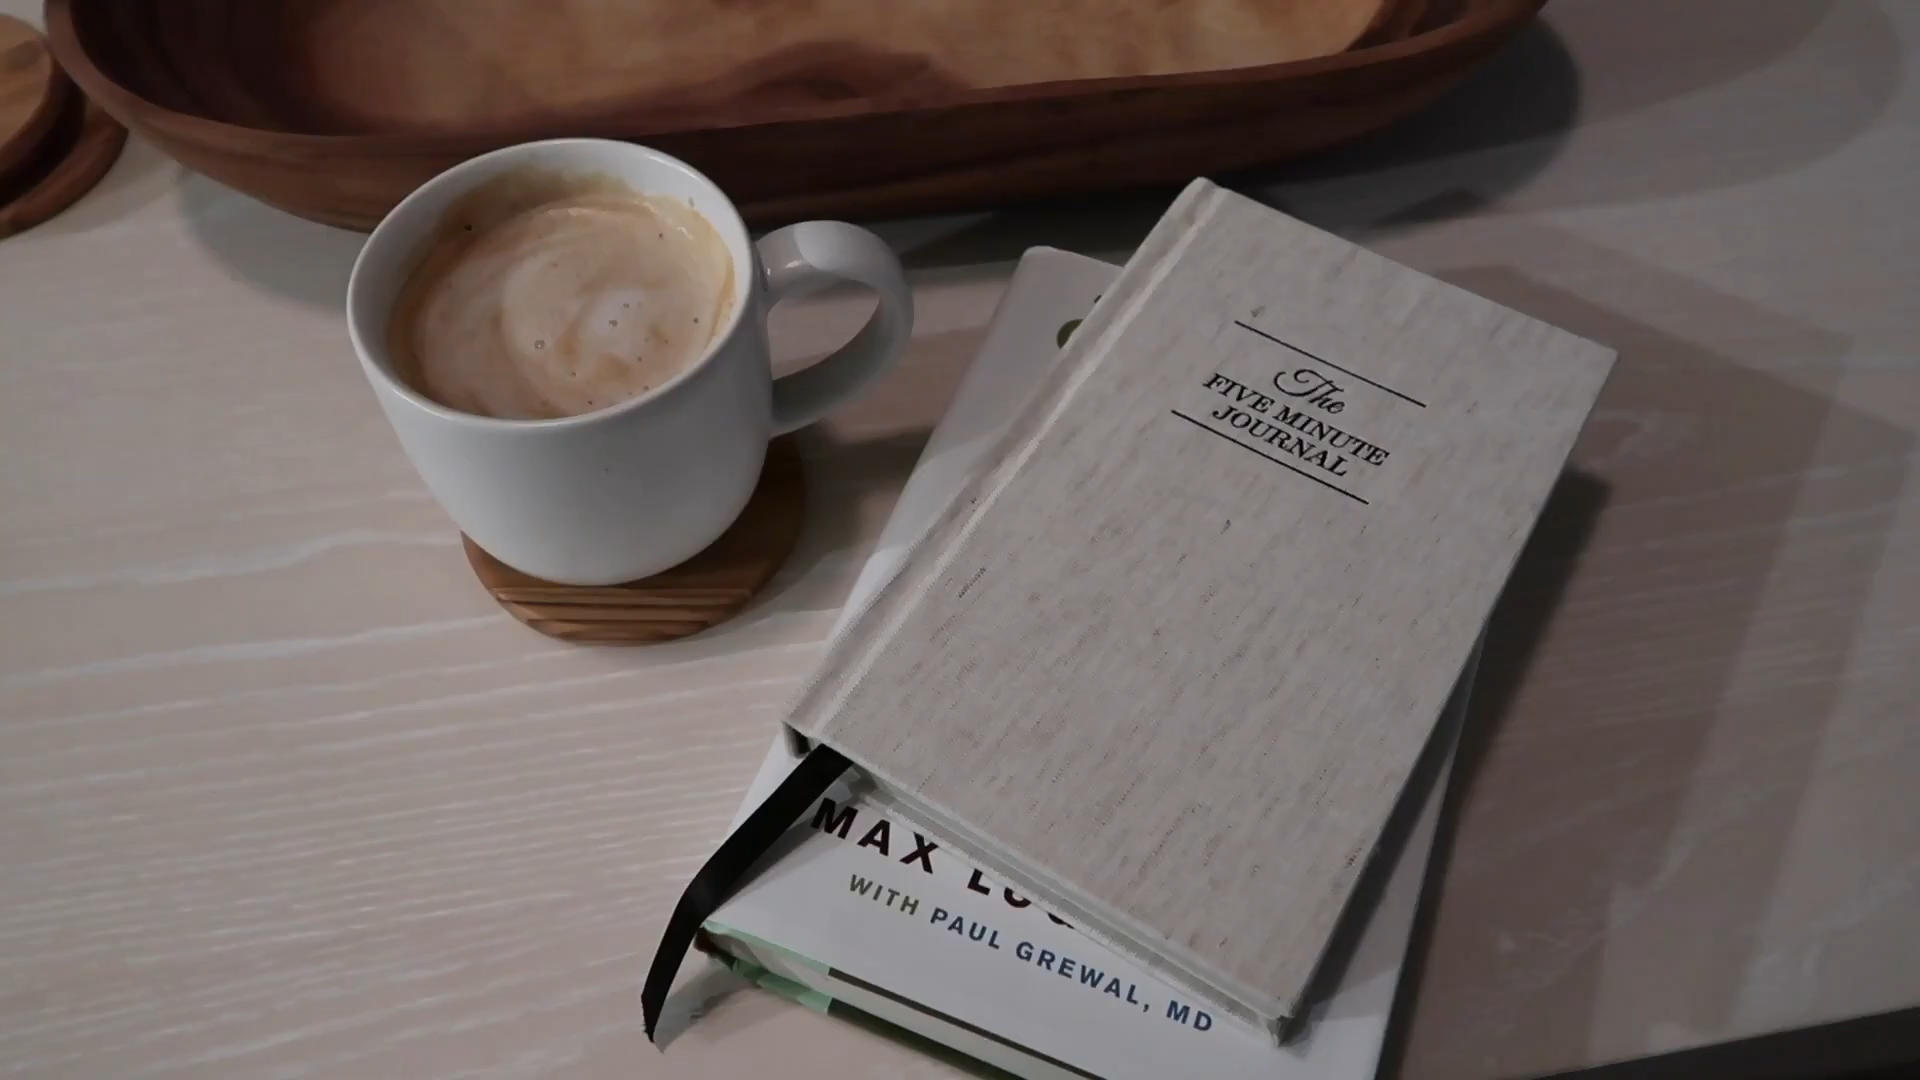 The
FIVE MINUTE
JOURNAL
MAX
WITH PAUL GREWAL, MD